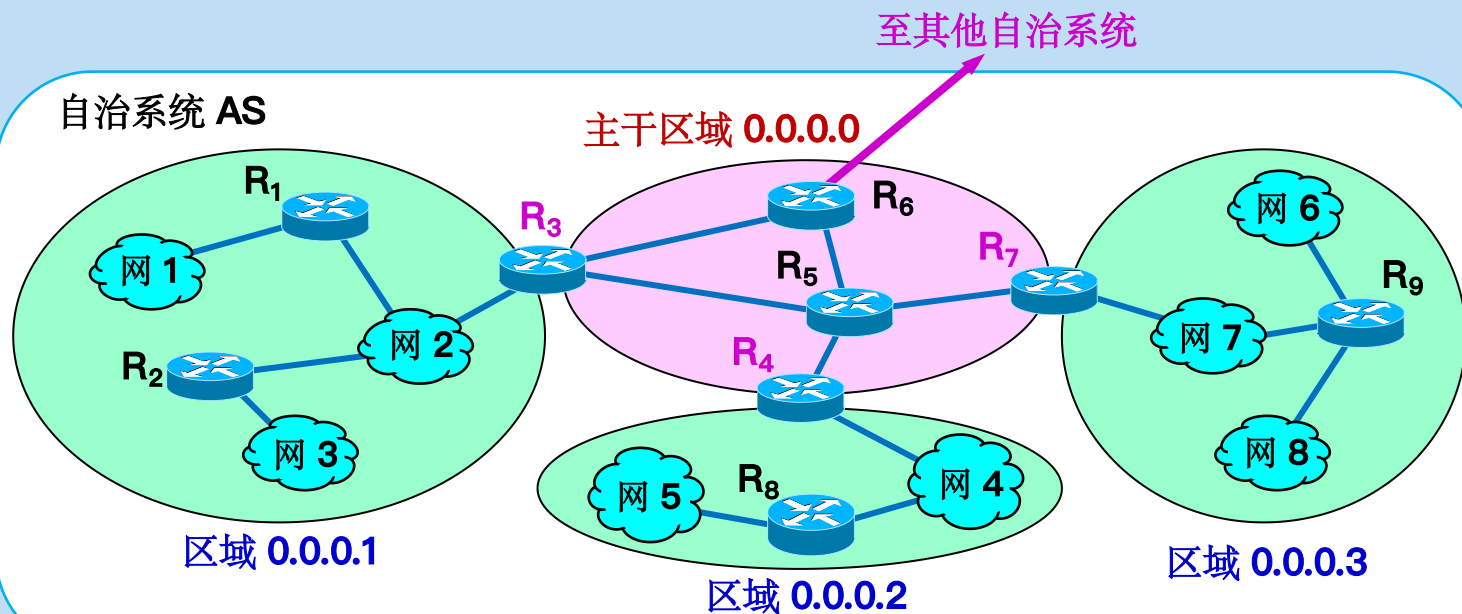 至其他自治系统
自治系统 AS
主干区域 0.0.0.0
R1
R6
网 6
R3
R7
网 1
R5
R9
网 2
网 7
R2
R4
网 3
网 8
网 5
R8
网 4
区域 0.0.0.1
区域 0.0.0.3
区域 0.0.0.2